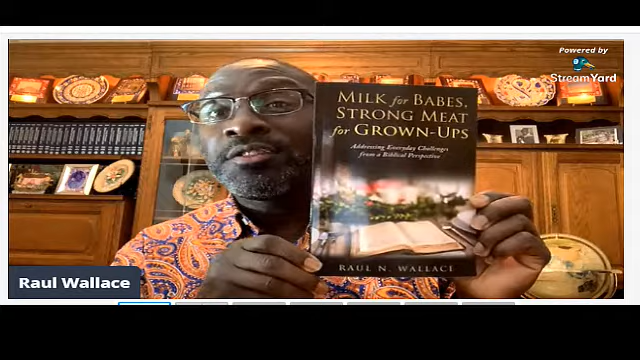 Powered by
StreamYard
MILK for BABES,
STRONG MEAT
for GROWN-UPS
Addressing Everyday Challenges
from a Biblical Perspective
RAUL N. WALLACE
Raul Wallace